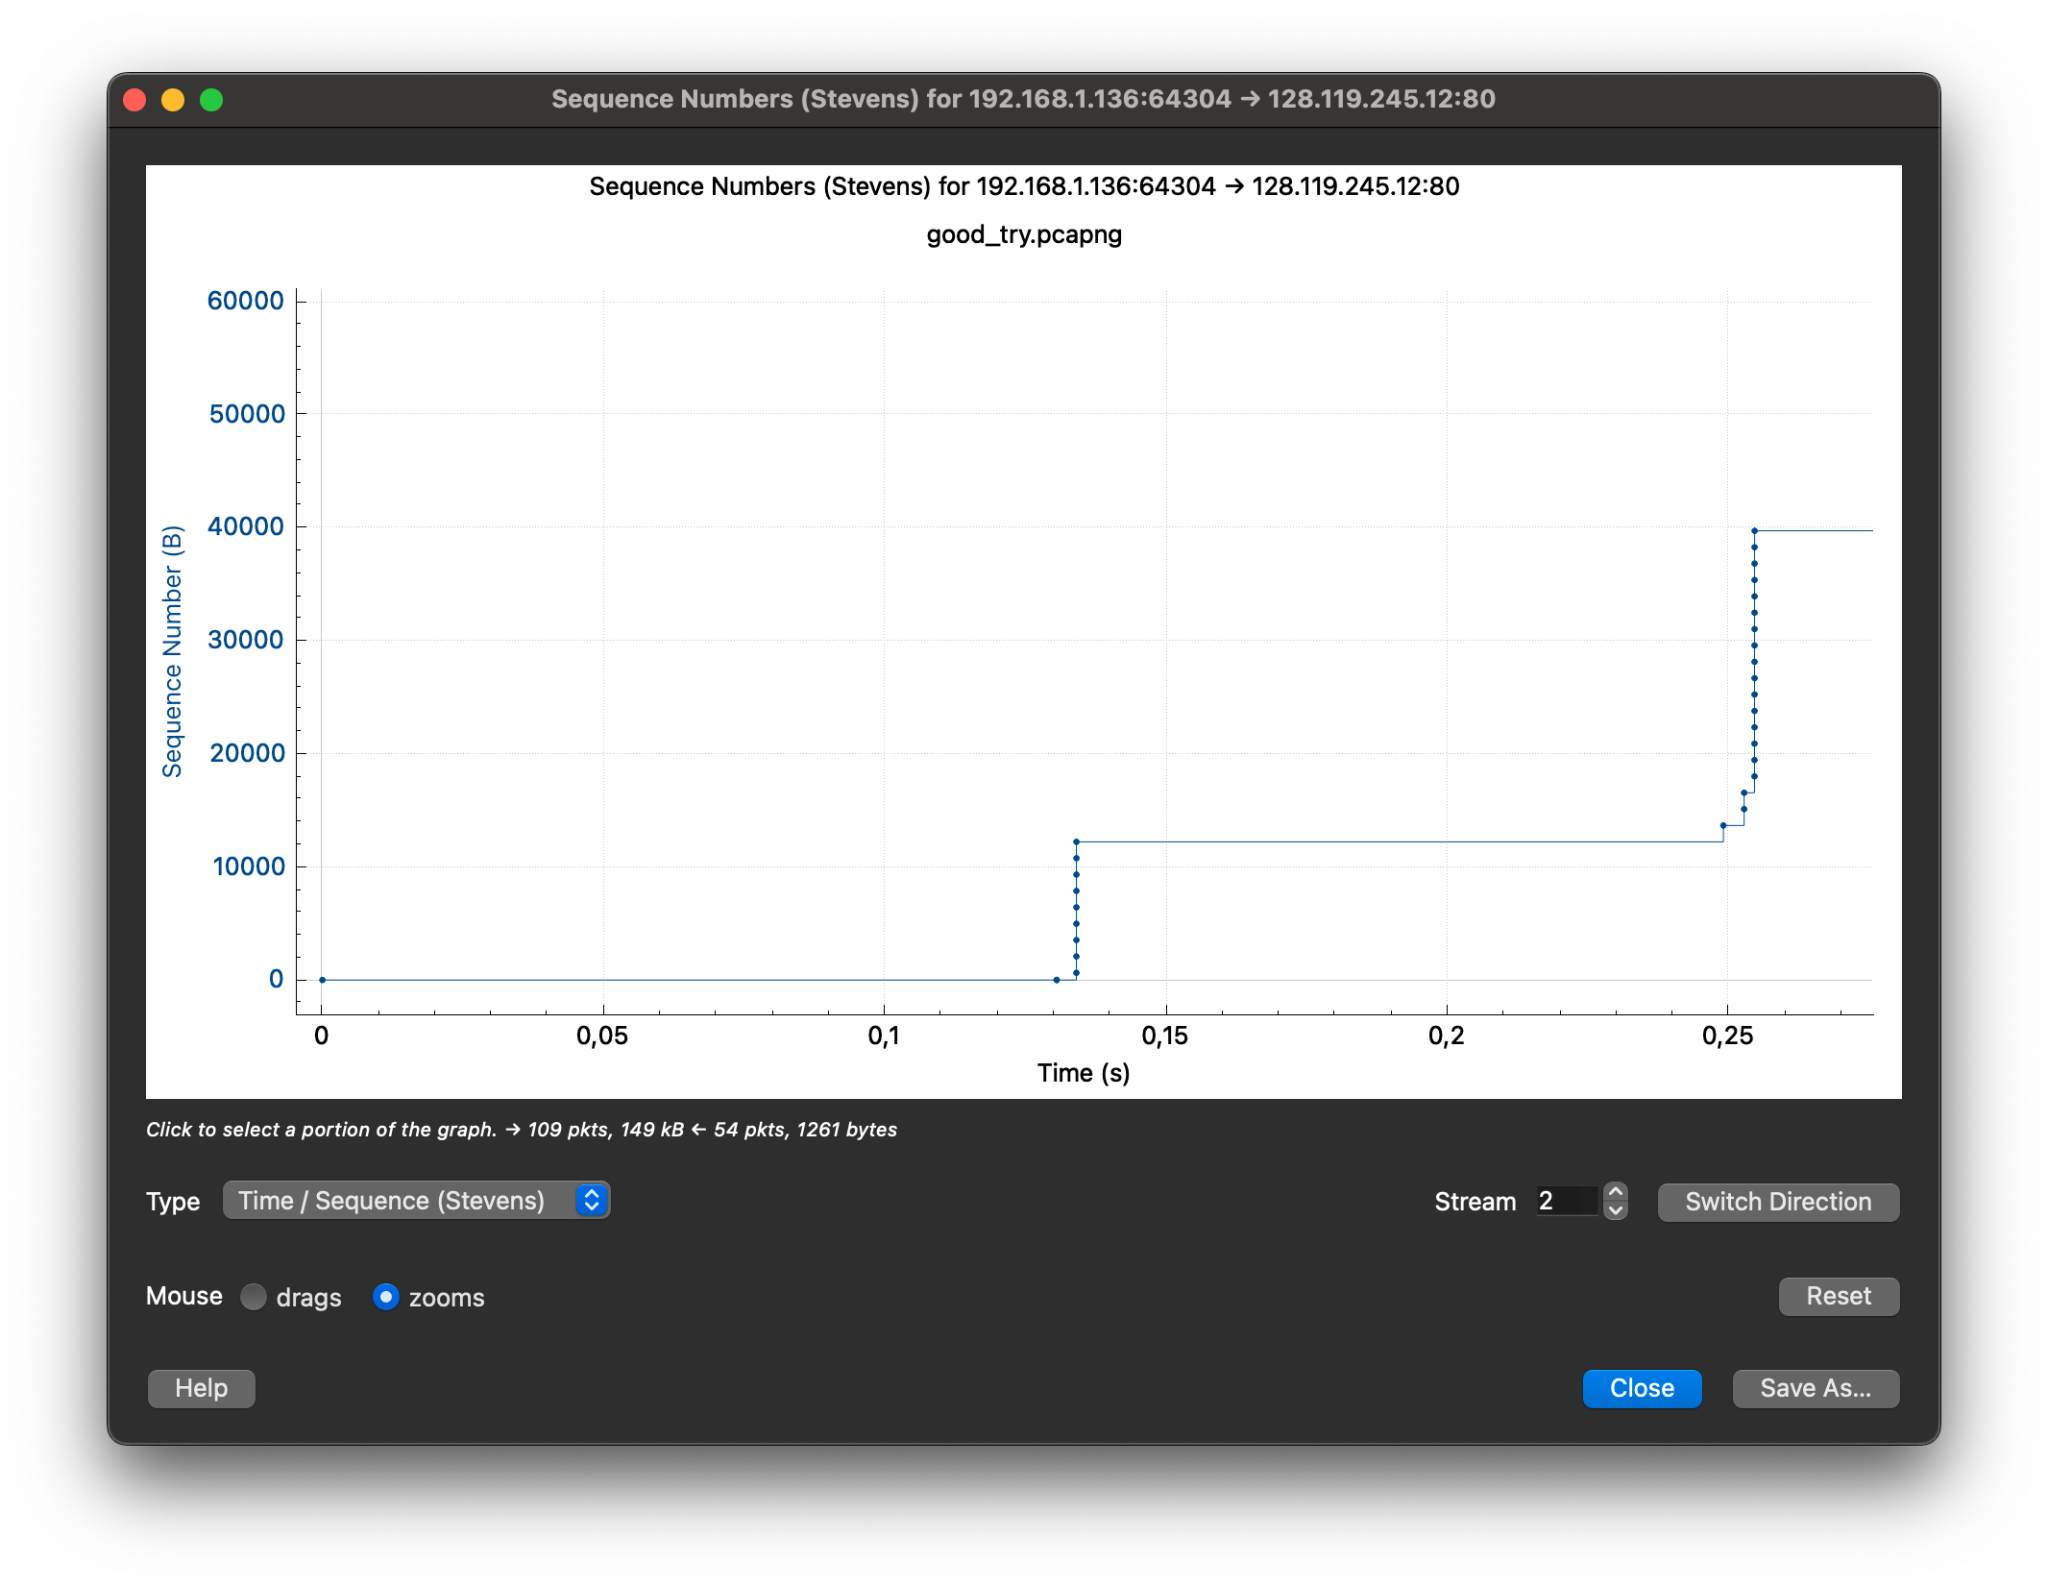 Sequence Numbers (Stevens) for 192.168.1.136:64304 → 128.119.245.12:80
Sequence Numbers (Stevens) for 192.168.1.136:64304 → 128.119.245.12:80
good_try.pcapng
60000
50000
40000
30000
20000
10000
0
Sequence Number (B)
0 0,05 0,1 0,15 0,2 0,25
Time (s)
Click to select a portion of the graph. → 109 pkts, 149 kB ← 54 pkts, 1261 bytes
Type Time / Sequence (Stevens) Stream 2 Switch Direction
Mouse drags zooms Reset
Help Close Save As...